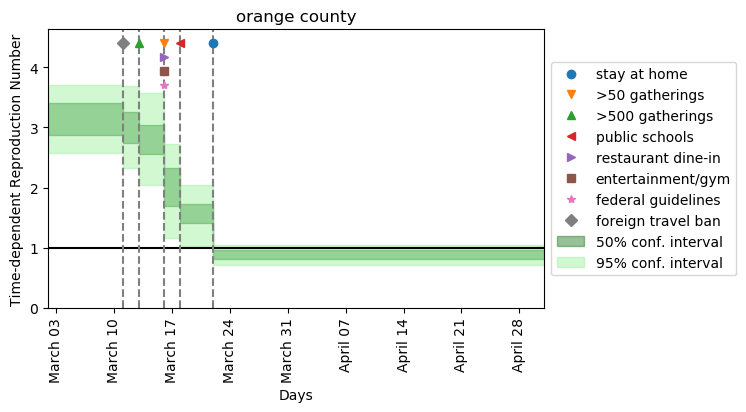 orange county
Time-dependent Reproduction Number
4
3
2
1
0
March 03
March 10
March 17
March 24
March 31
April 07
April 14
April 21
April 28
Days
stay at home
>50 gatherings
>500 gatherings
public schools
restaurant dine-in
entertainment/gym
federal guidelines
foreign travel ban
50% conf. interval
95% conf. interval